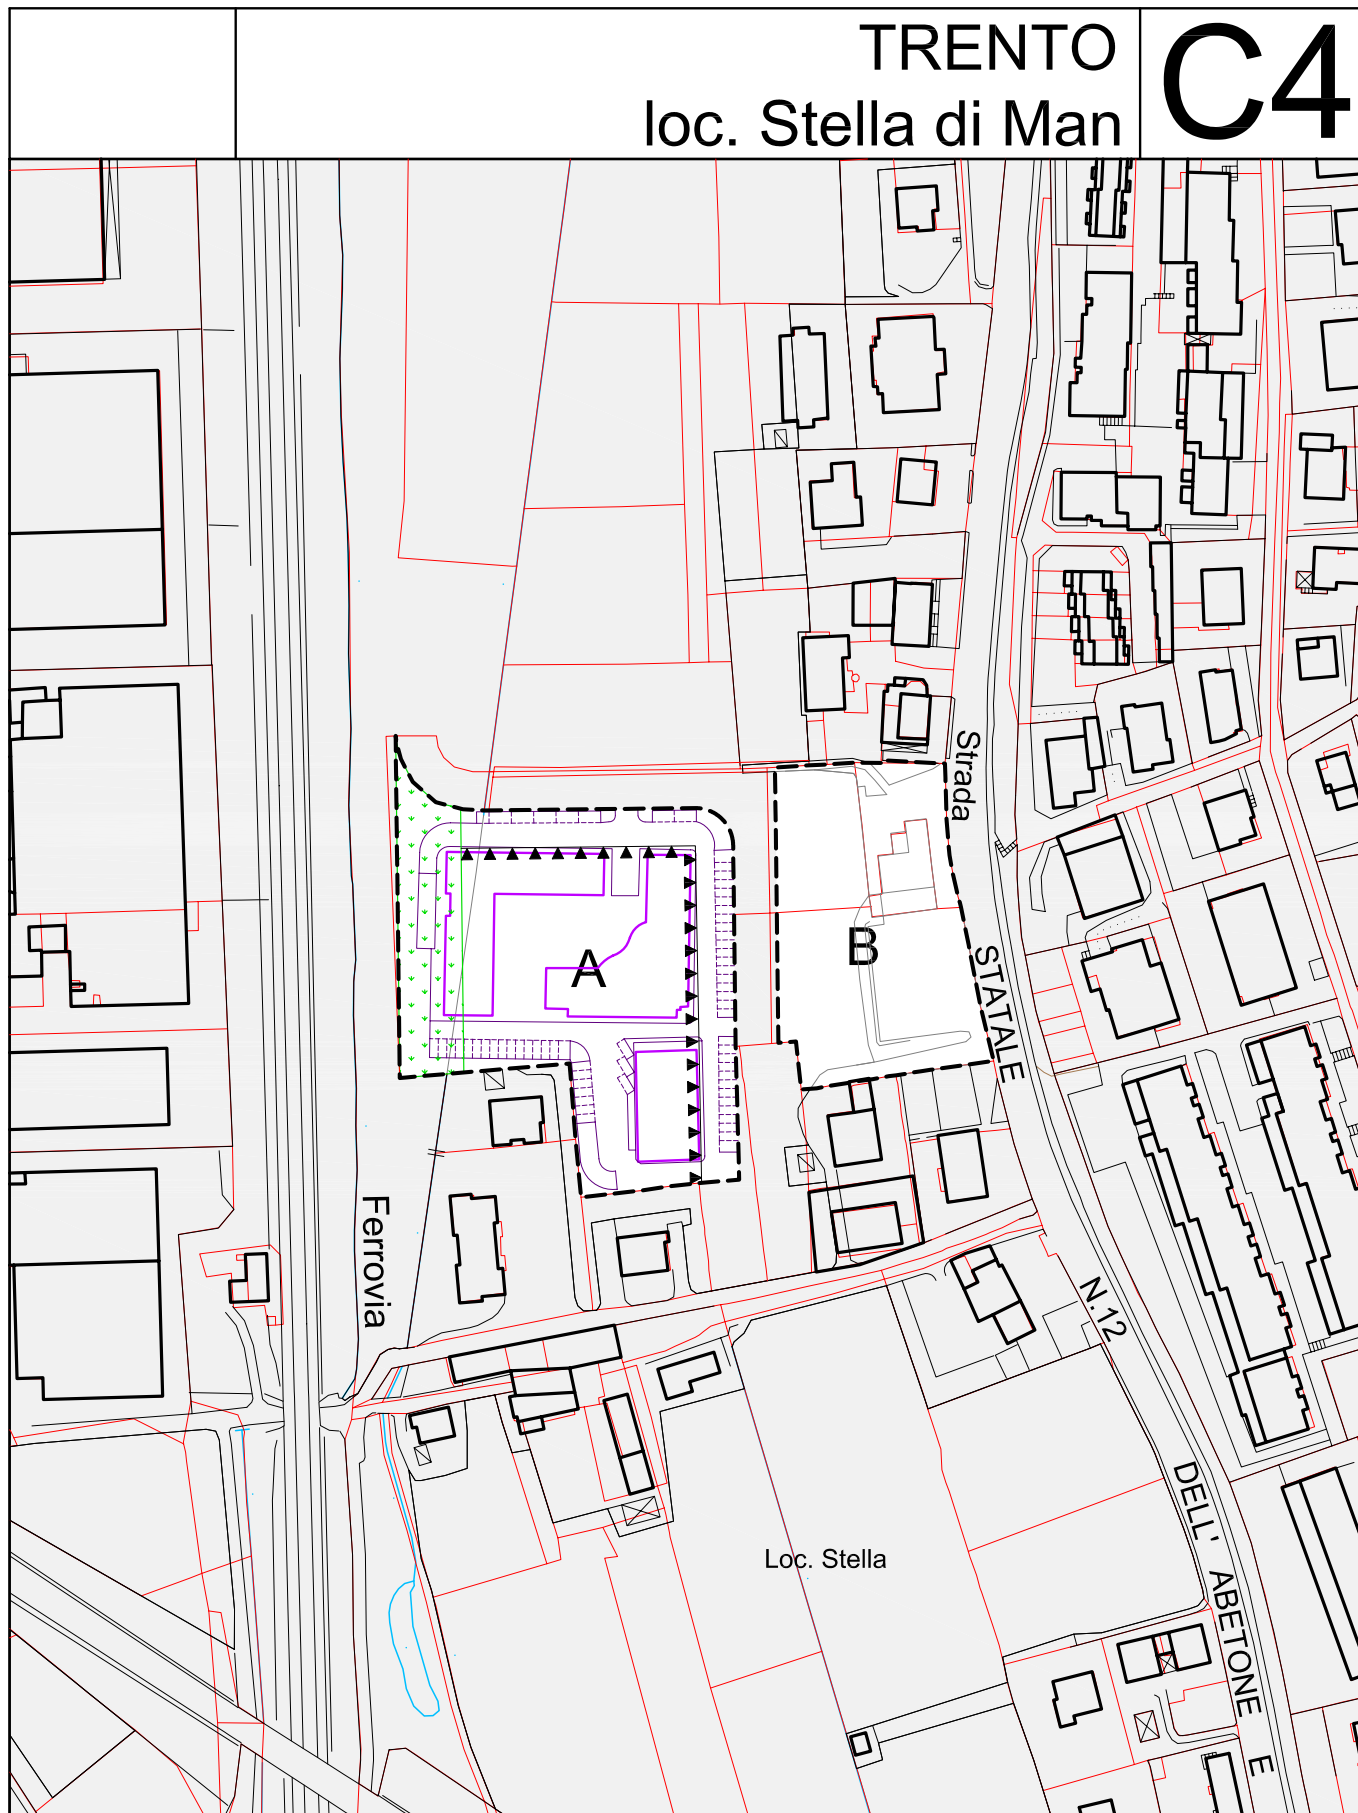 TRENTO
loc. Stella di Man
C4
Strada
STATALE
A
B
Ferrovia
N.12
DELL' ABETONE E
Loc. Stella